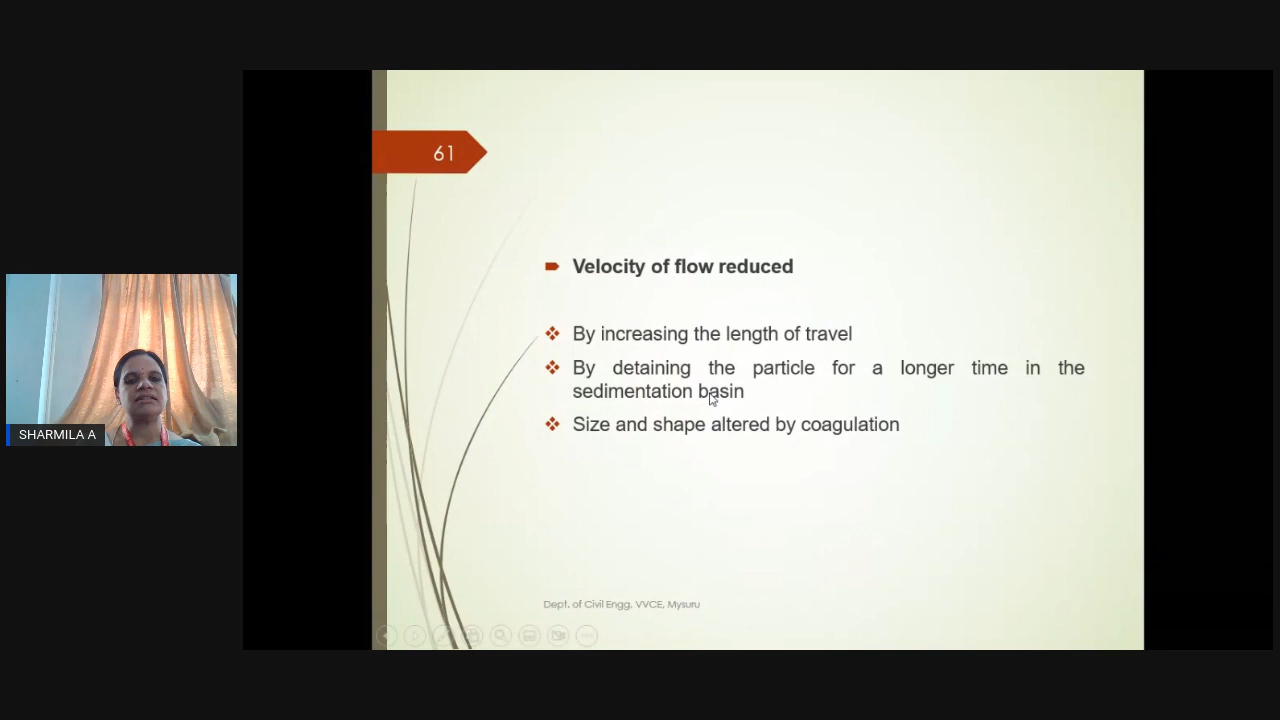 61
Velocity of flow reduced
By increasing the length of travel
By detaining the particle for a longer time in the
sedimentation basin
Size and shape altered by coagulation
SHARMILA A
Dept. of Civil Engg. VVCE, Mysuru